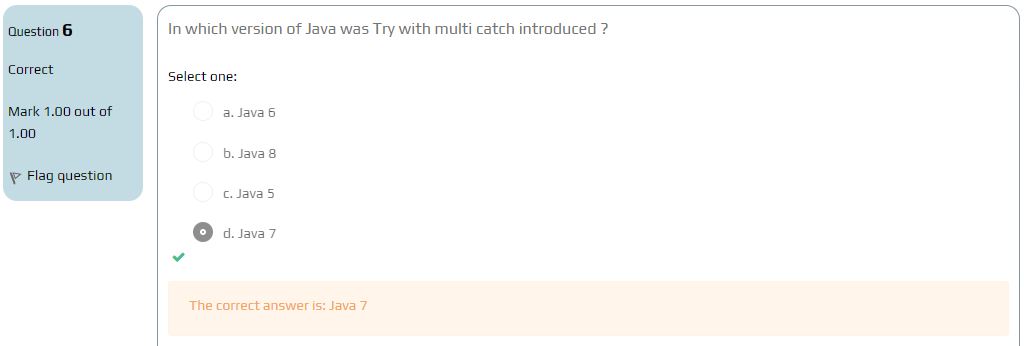 Question 6
Correct
Mark 1.00 out of
1.00
Flag question
In which version of Java was Try with multi catch introduced ?
Select one:
a. Java 6
b. Java 8
c. Java 5
d. Java 7
The correct answer is: Java 7